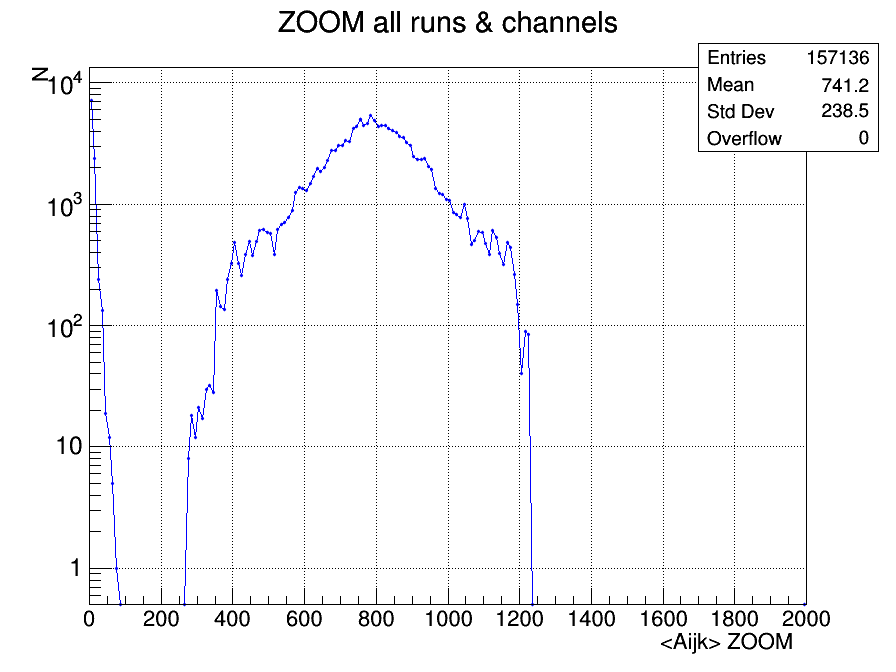 ZOOM all runs & channels
Entries 157136
Mean 741.2
Std Dev 238.5
Overflow 0
N
10^4
10^3
10^2
10
1
0 200 400 600 800 1000 1200 1400 1600 1800 2000
<Aijk> ZOOM